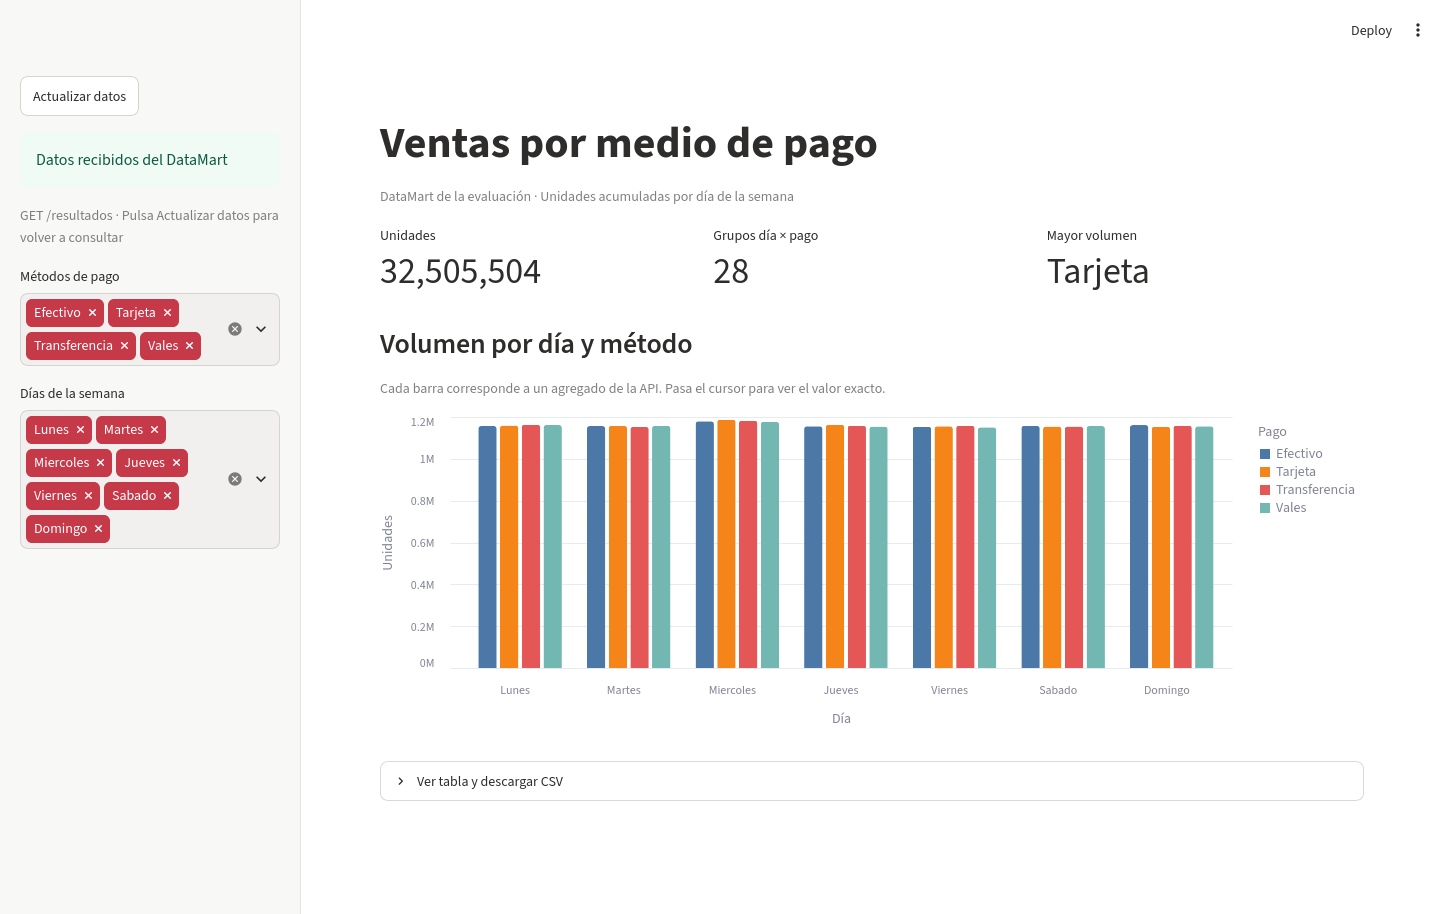 Deploy
Actualizar datos
Datos recibidos del DataMart
GET /resultados · Pulsa Actualizar datos para
volver a consultar
Métodos de pago
Efectivo × Tarjeta ×
Transferencia × Vales ×
Días de la semana
Lunes × Martes ×
Miercoles × Jueves ×
Viernes × Sabado ×
Domingo ×
Ventas por medio de pago
DataMart de la evaluación · Unidades acumuladas por día de la semana
Unidades
32,505,504
Grupos día × pago
28
Mayor volumen
Tarjeta
Volumen por día y método
Cada barra corresponde a un agregado de la API. Pasa el cursor para ver el valor exacto.
Unidades
1.2M
1M
0.8M
0.6M
0.4M
0.2M
0M
Lunes Martes Miercoles Jueves Viernes Sabado Domingo
Día
Pago
Efectivo
Tarjeta
Transferencia
Vales
Ver tabla y descargar CSV